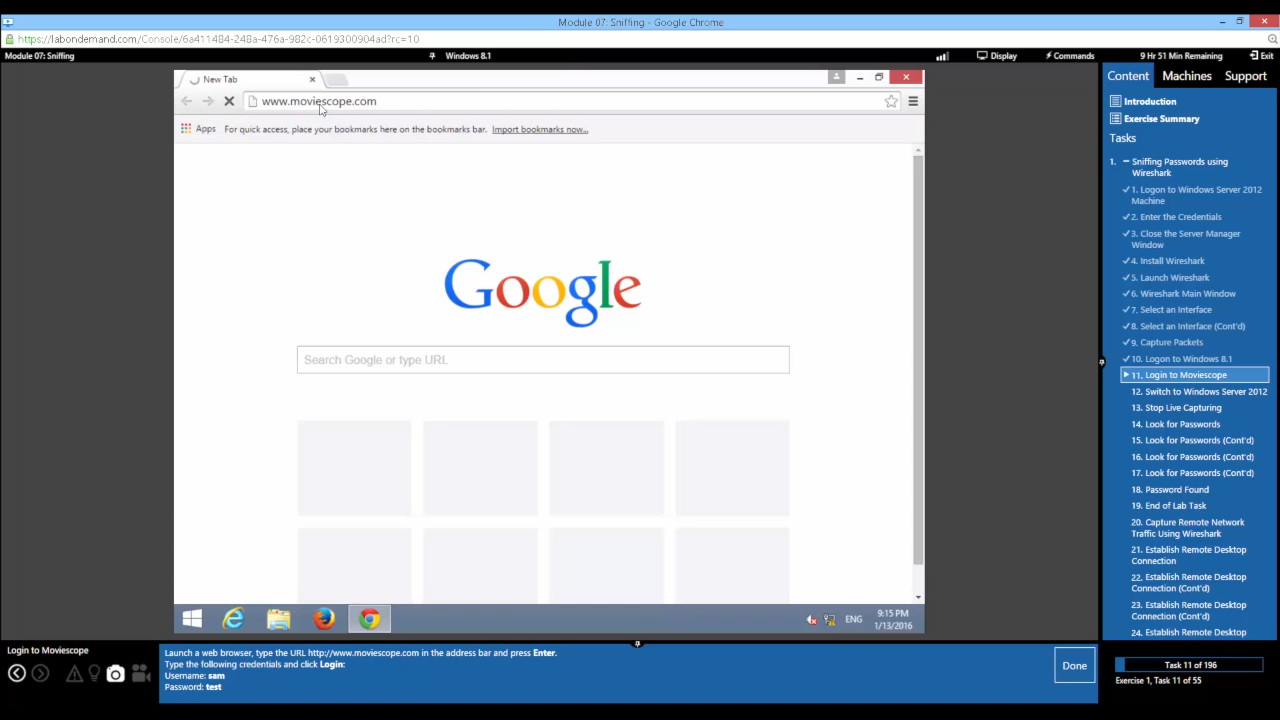 Module 07: Sniffing - Google Chrome
https://labondemand.com/Console/6a411484-248a-476a-982c-0619300904ad?rc=10
Module 07: Sniffing
Windows 8.1
Display
Commands
9 Hr 51 Min Remaining
Exit
New Tab
www.moviescope.com
Apps
For quick access, place your bookmarks here on the bookmarks bar. Import bookmarks now...
Google
Search Google or type URL
ENG
9:15 PM
1/13/2016
Content
Machines
Support
Introduction
Exercise Summary
Tasks
1. Sniffing Passwords using
Wireshark
1. Logon to Windows Server 2012
Machine
2. Enter the Credentials
3. Close the Server Manager
Window
4. Install Wireshark
5. Launch Wireshark
6. Wireshark Main Window
7. Select an Interface
8. Select an Interface (Cont'd)
9. Capture Packets
10. Logon to Windows 8.1
11. Login to Moviescope
12. Switch to Windows Server 2012
13. Stop Live Capturing
14. Look for Passwords
15. Look for Passwords (Cont'd)
16. Look for Passwords (Cont'd)
17. Look for Passwords (Cont'd)
18. Password Found
19. End of Lab Task
20. Capture Remote Network
Traffic Using Wireshark
21. Establish Remote Desktop
Connection
22. Establish Remote Desktop
Connection (Cont'd)
23. Establish Remote Desktop
Connection (Cont'd)
24. Establish Remote Desktop
Login to Moviescope
Launch a web browser, type the URL http://www.moviescope.com in the address bar and press Enter.
Type the following credentials and click Login:
Username: sam
Password: test
Done
Task 11 of 196
Exercise 1, Task 11 of 55